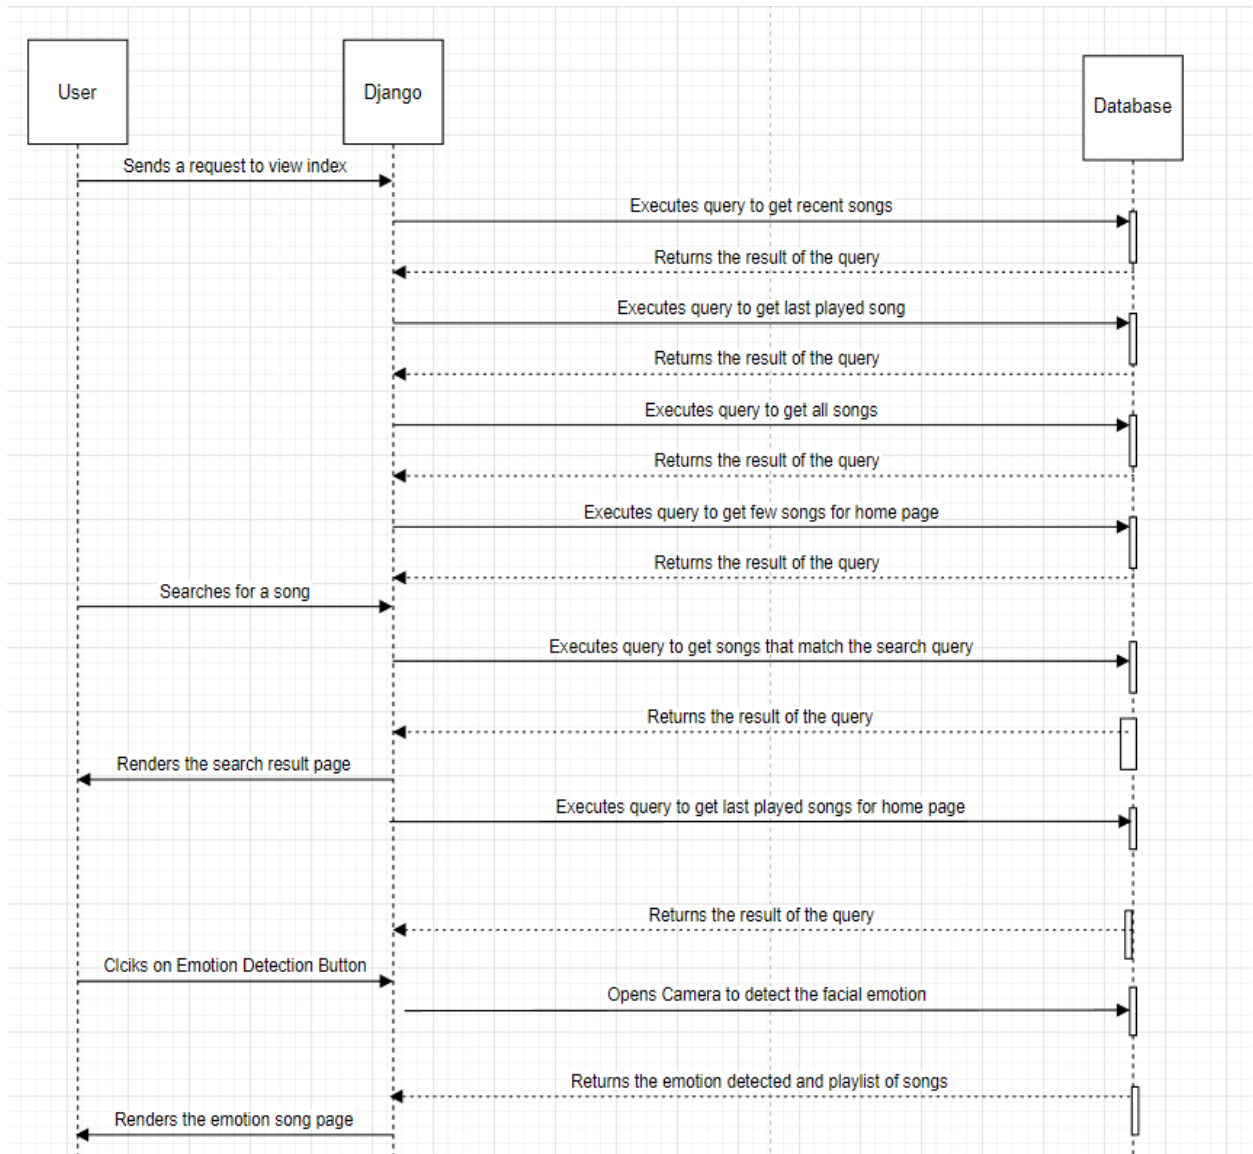 User
Django
Database
Sends a request to view index
Executes query to get recent songs
Returns the result of the query
Executes query to get last played song
Returns the result of the query
Executes query to get all songs
Returns the result of the query
Executes query to get few songs for home page
Returns the result of the query
Searches for a song
Executes query to get songs that match the search query
Returns the result of the query
Renders the search result page
Executes query to get last played songs for home page
Returns the result of the query
Clciks on Emotion Detection Button
Opens Camera to detect the facial emotion
Returns the emotion detected and playlist of songs
Renders the emotion song page